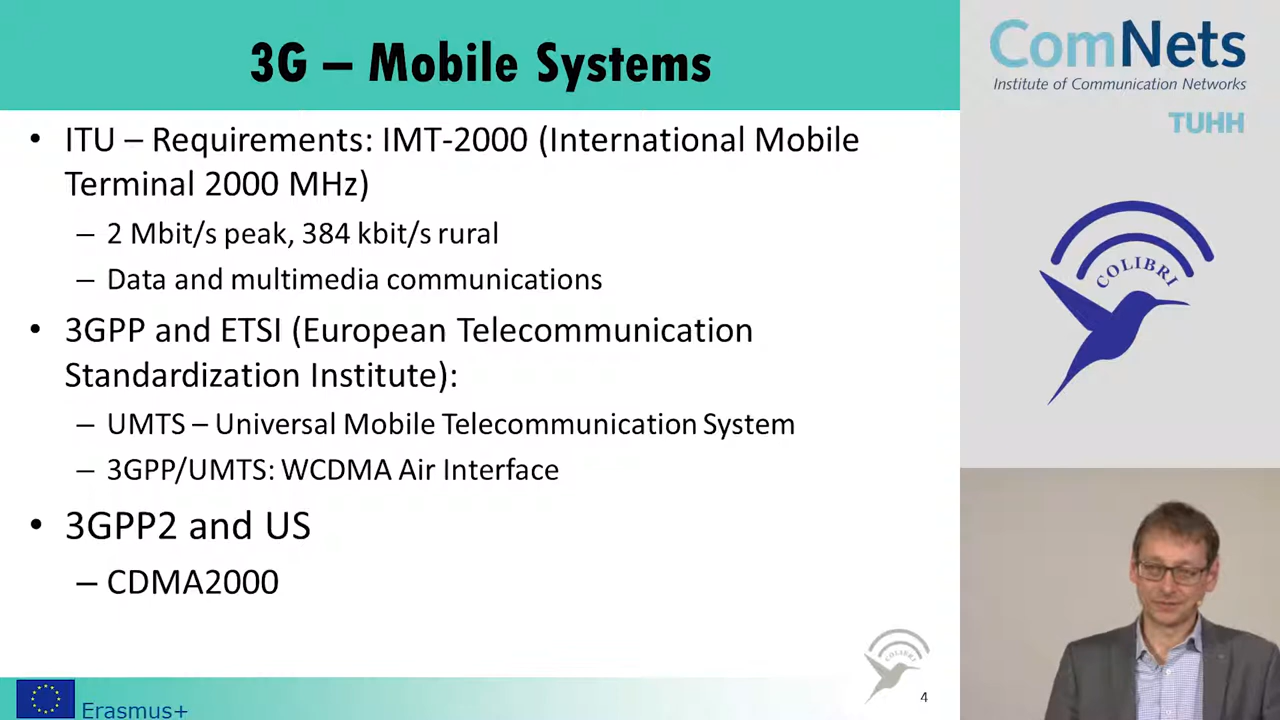 3G – Mobile Systems
• ITU – Requirements: IMT-2000 (International Mobile
Terminal 2000 MHz)
– 2 Mbit/s peak, 384 kbit/s rural
– Data and multimedia communications
• 3GPP and ETSI (European Telecommunication
Standardization Institute):
– UMTS – Universal Mobile Telecommunication System
– 3GPP/UMTS: WCDMA Air Interface
• 3GPP2 and US
– CDMA2000
COLIBRI
4
Erasmus+
ComNets
Institute of Communication Networks
TUHH
COLIBRI